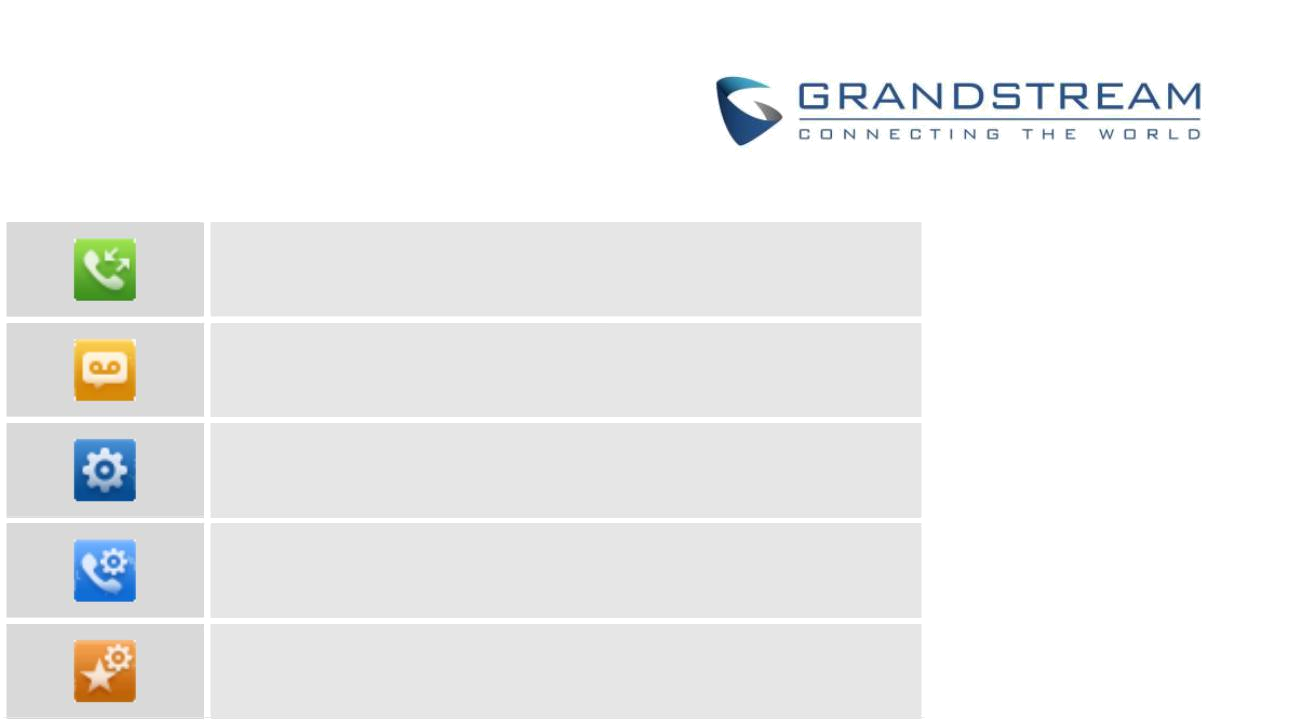 GRANDSTREAM
CONNECTING THE WORLD